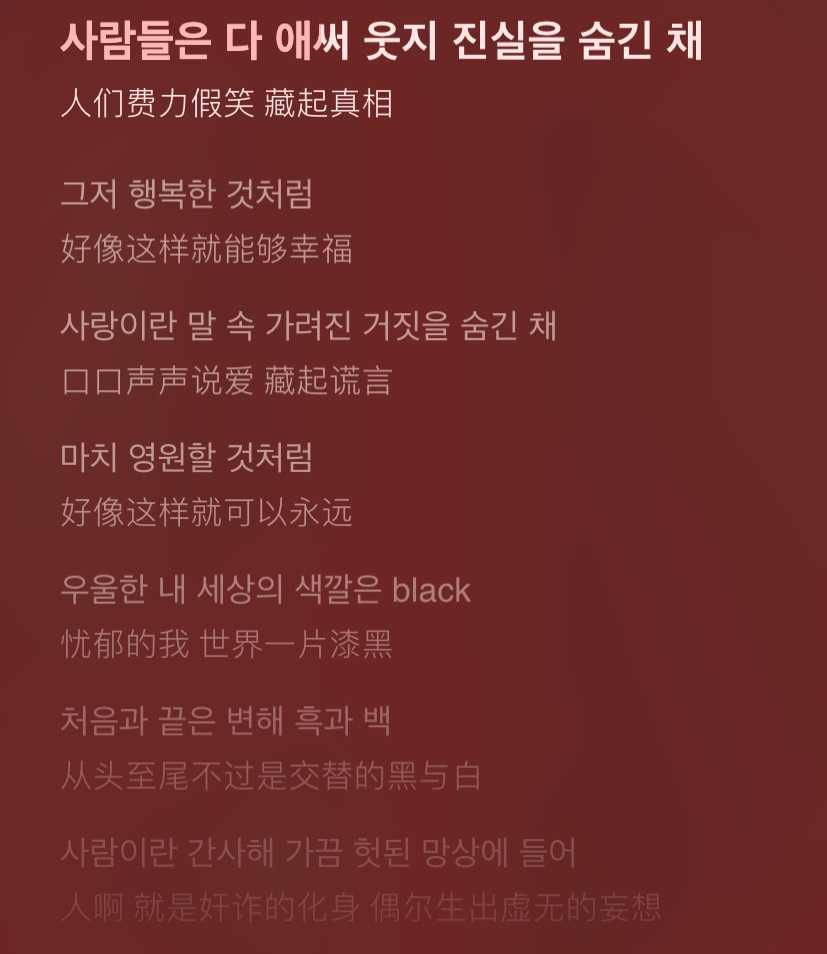 사람들은 다 애써 웃지 진실을 숨긴 채
人们费力假笑 藏起真相
그저 행복한 것처럼
好像这样就能够幸福
사랑이란 말 속 가려진 거짓을 숨긴 채
口口声声说爱 藏起谎言
마치 영원할 것처럼
好像这样就可以永远
우울한 내 세상의 색깔은 black
忧郁的我 世界一片漆黑
처음과 끝은 변해 흑과 백
从头至尾不过是交替的黑与白
사람이란 간사해 가끔 헛된 망상에 들어
人啊 就是奸诈的化身 偶尔生出虚无的妄想